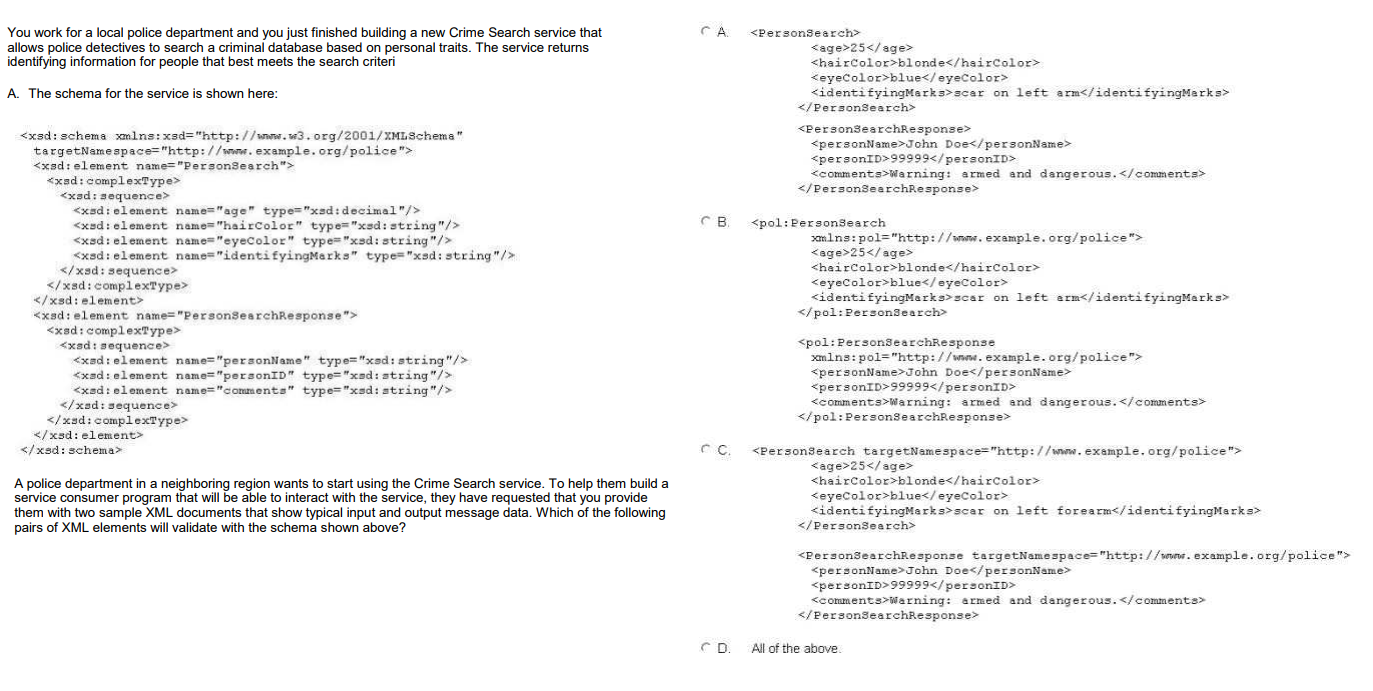 You work for a local police department and you just finished building a new Crime Search service that
allows police detectives to search a criminal database based on personal traits. The service returns
identifying information for people that best meets the search criteri
A. The schema for the service is shown here:
<xsd:schema xmlns:xsd="http://www.w3.org/2001/XMLSchema"
targetNamespace="http://www.example.org/police">
<xsd:element name="PersonSearch">
<xsd:complexType>
<xsd:sequence>
<xsd:element name="age" type="xsd:decimal"/>
<xsd:element name="hairColor" type="xsd:string"/>
<xsd:element name="eyeColor" type="xsd:string"/>
<xsd:element name="identifyingMarks" type="xsd:string"/>
</xsd:sequence>
</xsd:complexType>
</xsd:element>
<xsd:element name="PersonSearchResponse">
<xsd:complexType>
<xsd:sequence>
<xsd:element name="personName" type="xsd:string"/>
<xsd:element name="personID" type="xsd:string"/>
<xsd:element name="comments" type="xsd:string"/>
</xsd:sequence>
</xsd:complexType>
</xsd:element>
</xsd:schema>
A police department in a neighboring region wants to start using the Crime Search service. To help them build a
service consumer program that will be able to interact with the service, they have requested that you provide
them with two sample XML documents that show typical input and output message data. Which of the following
pairs of XML elements will validate with the schema shown above?
A. <PersonSearch>
<age>25</age>
<hairColor>blonde</hairColor>
<eyeColor>blue</eyeColor>
<identifyingMarks>scar on left arm</identifyingMarks>
</PersonSearch>
<PersonSearchResponse>
<personName>John Doe</personName>
<personID>99999</personID>
<comments>Warning: armed and dangerous.</comments>
</PersonSearchResponse>
B. <pol:PersonSearch
xmlns:pol="http://www.example.org/police">
<age>25</age>
<hairColor>blonde</hairColor>
<eyeColor>blue</eyeColor>
<identifyingMarks>scar on left arm</identifyingMarks>
</pol:PersonSearch>
<pol:PersonSearchResponse
xmlns:pol="http://www.example.org/police">
<personName>John Doe</personName>
<personID>99999</personID>
<comments>Warning: armed and dangerous.</comments>
</pol:PersonSearchResponse>
C. <PersonSearch targetNamespace="http://www.example.org/police">
<age>25</age>
<hairColor>blonde</hairColor>
<eyeColor>blue</eyeColor>
<identifyingMarks>scar on left forearm</identifyingMarks>
</PersonSearch>
<PersonSearchResponse targetNamespace="http://www.example.org/police">
<personName>John Doe</personName>
<personID>99999</personID>
<comments>Warning: armed and dangerous.</comments>
</PersonSearchResponse>
D. All of the above.